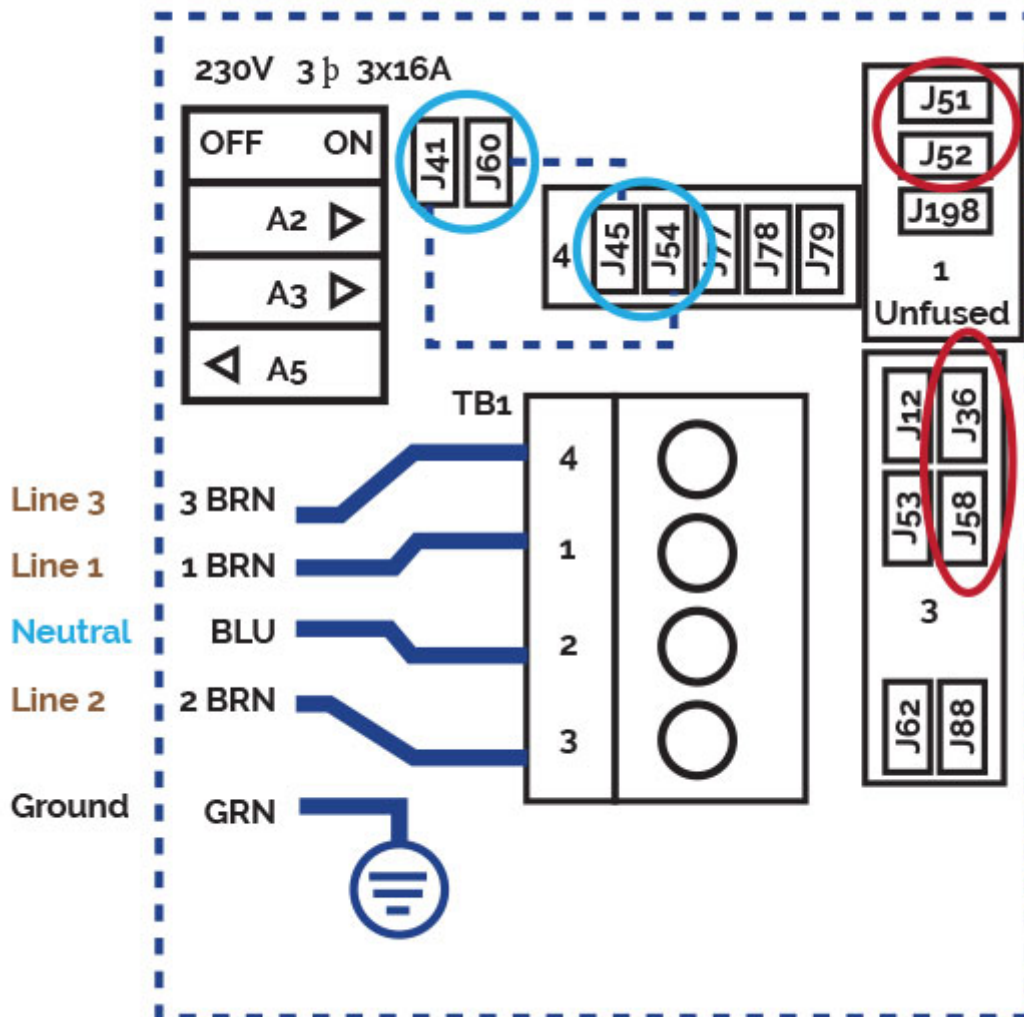 230V 3 þ 3x16A
OFF ON
A2
A3
A5
J41
J60
4
J45
J54
J77
J78
J79
J51
J52
J198
1
Unfused
J12
J36
J53
J58
3
J62
J88
TB1
4
1
2
3
Line 3 3 BRN
Line 1 1 BRN
Neutral BLU
Line 2 2 BRN
Ground GRN